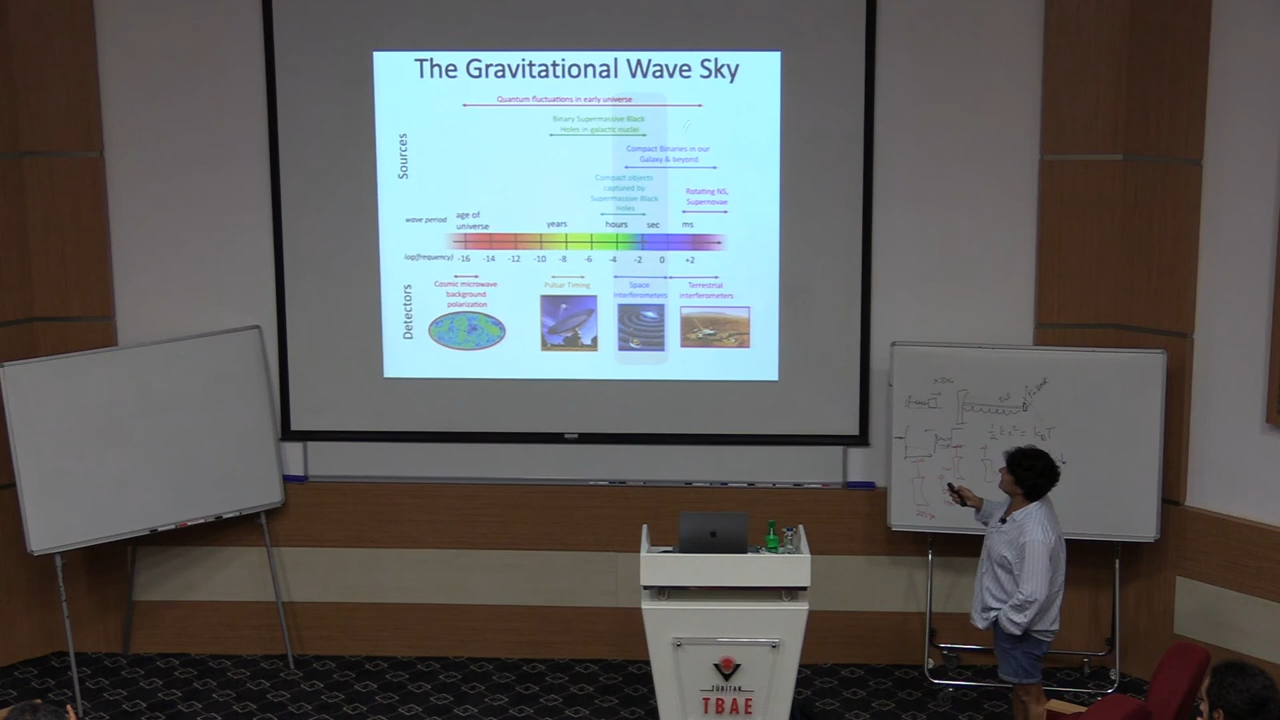 The Gravitational Wave Sky
Quantum fluctuations in early universe
Binary Supermassive Black
Holes in galactic nuclei
Compact Binaries in our
Galaxy & beyond
Compact objects
captured by
Supermassive Black
Holes
Rotating NS,
Supernovae
Sources
wave period
age of
universe
years
hours
sec
ms
log(frequency)
-16 -14 -12 -10 -8 -6 -4 -2 0 +2
Detectors
Cosmic microwave
background
polarization
Pulsar Timing
Space
Interferometers
Terrestrial
interferometers
½kx² = k_BT
TÜBİTAK
TBAE